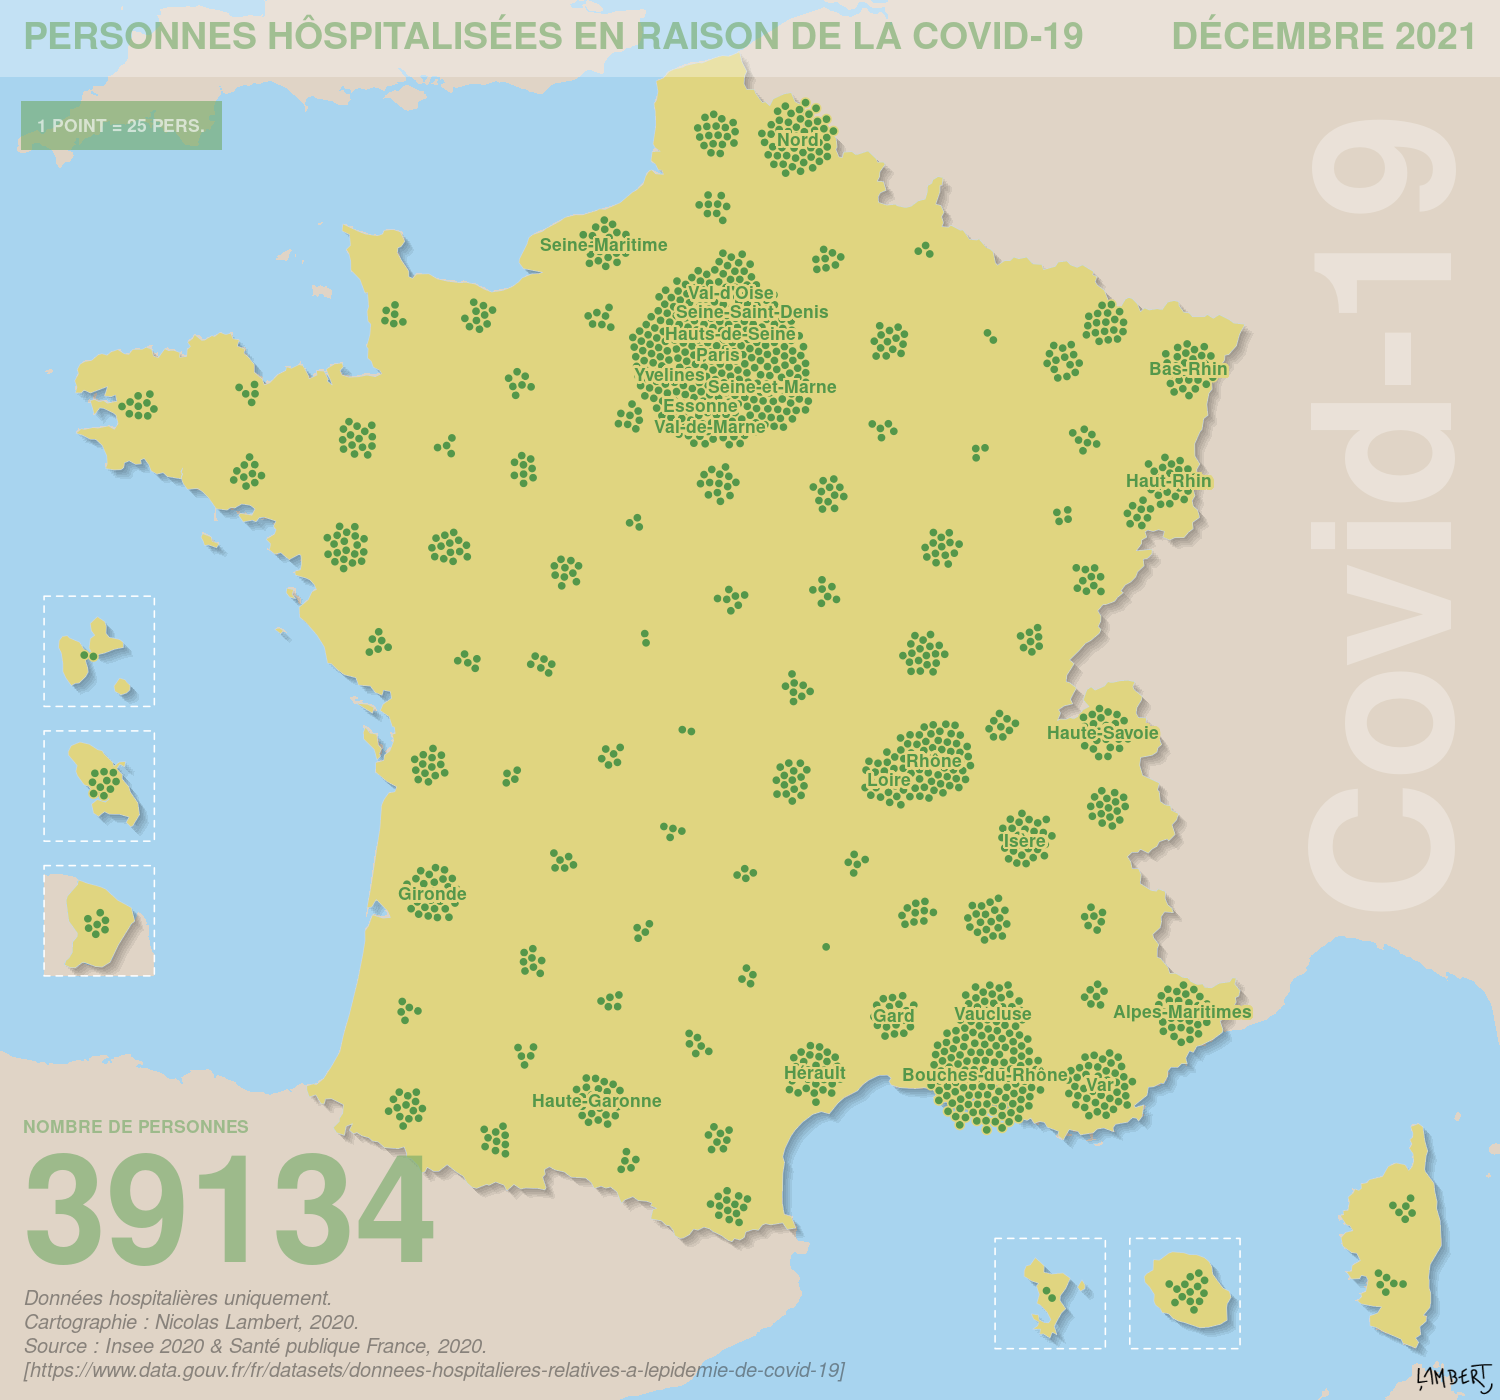 PERSONNES HÔSPITALISÉES EN RAISON DE LA COVID-19
DÉCEMBRE 2021
1 POINT = 25 PERS.
Covid-19
Nord
Seine-Maritime
Val-d'Oise
Seine-Saint-Denis
Hauts-de-Seine
Paris
Yvelines
Seine-et-Marne
Essonne
Val-de-Marne
Bas-Rhin
Haut-Rhin
Haute-Savoie
Rhône
Loire
Isère
Gironde
Gard
Vaucluse
Alpes-Maritimes
Hérault
Bouches-du-Rhône
Var
Haute-Garonne
NOMBRE DE PERSONNES
39134
Données hospitalières uniquement.
Cartographie : Nicolas Lambert, 2020.
Source : Insee 2020 & Santé publique France, 2020.
[https://www.data.gouv.fr/fr/datasets/donnees-hospitalieres-relatives-a-lepidemie-de-covid-19]
LAMBERT